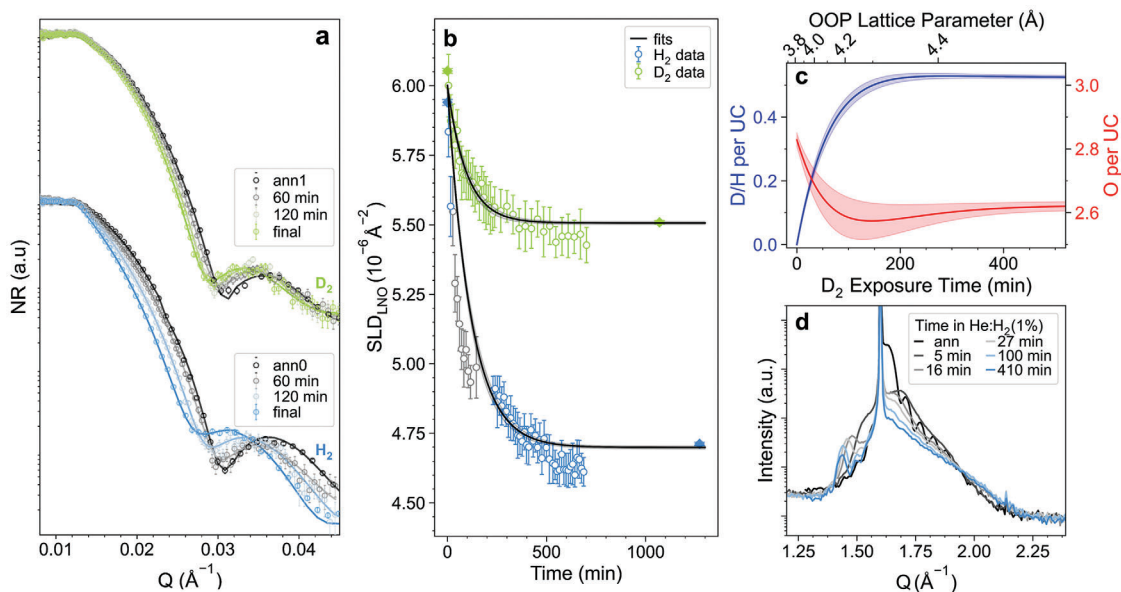 a
NR (a.u)
ann1
60 min
120 min
final
D2
ann0
60 min
120 min
final
H2
0.01 0.02 0.03 0.04
Q (Å−1)
b
fits
H2 data
D2 data
SLDLNO (10−6 Å−2)
6.00
5.75
5.50
5.25
5.00
4.75
4.50
0 500 1000
Time (min)
OOP Lattice Parameter (Å)
3.8 4.0 4.2 4.4
c
D/H per UC
0.4
0.2
0.0
O per UC
3.0
2.8
2.6
0 200 400
D2 Exposure Time (min)
d
Time in He:H2(1%)
ann 27 min
5 min 100 min
16 min 410 min
Intensity (a.u.)
1.25 1.50 1.75 2.00 2.25
Q(Å−1)